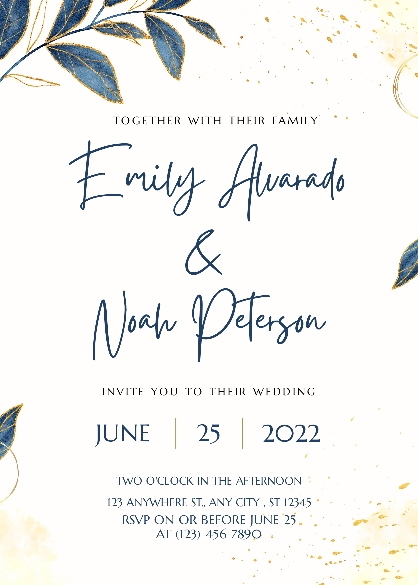 TOGETHER WITH THEIR FAMILY
Emily Alvarado
&
Noah Peterson
INVITE YOU TO THEIR WEDDING
JUNE 25 2022
TWO O'CLOCK IN THE AFTERNOON
123 ANYWHERE ST., ANY CITY , ST 12345
RSVP ON OR BEFORE JUNE 25
AT (123) 456 7890